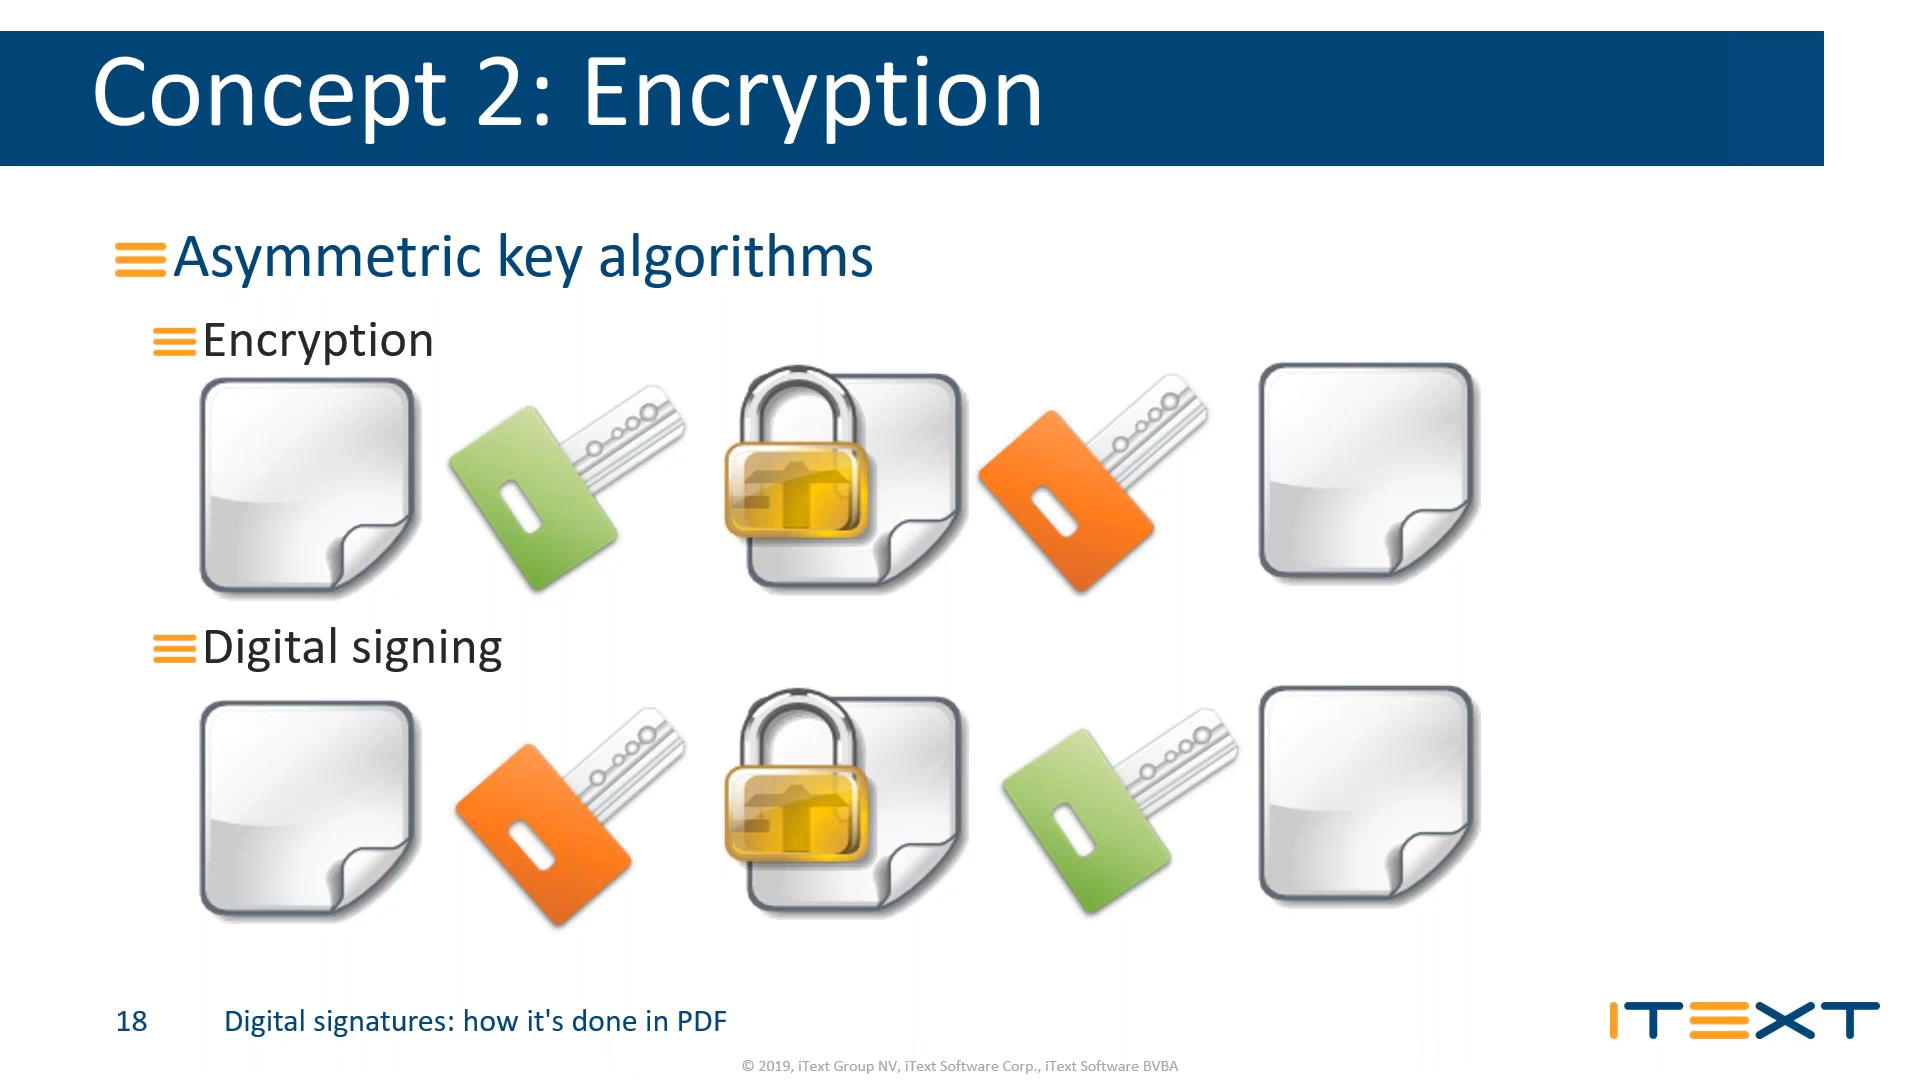 Concept 2: Encryption
Asymmetric key algorithms
Encryption
Digital signing
18 Digital signatures: how it's done in PDF
ITEXT
© 2019, iText Group NV, iText Software Corp., iText Software BVBA